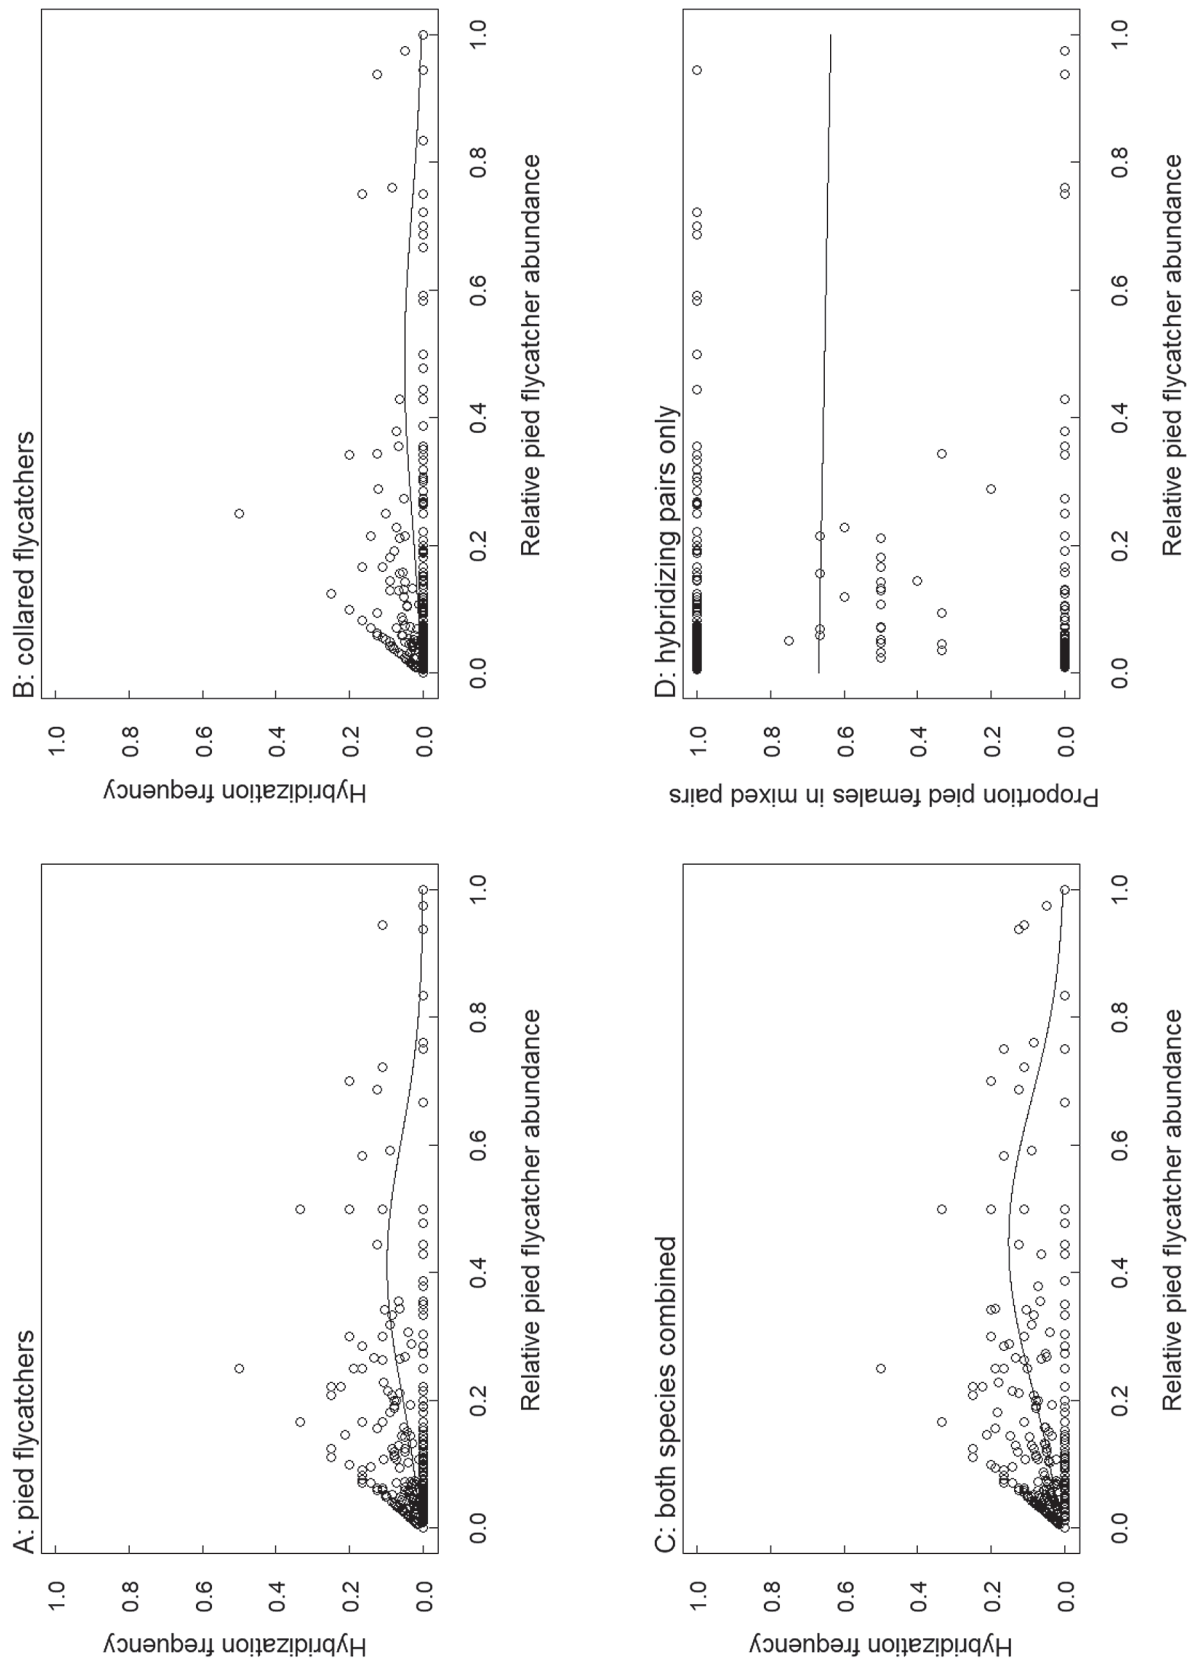 A: pied flycatchers
Hybridization frequency
1.0
0.8
0.6
0.4
0.2
0.0
0.0 0.2 0.4 0.6 0.8 1.0
Relative pied flycatcher abundance
B: collared flycatchers
Hybridization frequency
1.0
0.8
0.6
0.4
0.2
0.0
0.0 0.2 0.4 0.6 0.8 1.0
Relative pied flycatcher abundance
C: both species combined
Hybridization frequency
1.0
0.8
0.6
0.4
0.2
0.0
0.0 0.2 0.4 0.6 0.8 1.0
Relative pied flycatcher abundance
D: hybridizing pairs only
Proportion pied females in mixed pairs
1.0
0.8
0.6
0.4
0.2
0.0
0.0 0.2 0.4 0.6 0.8 1.0
Relative pied flycatcher abundance